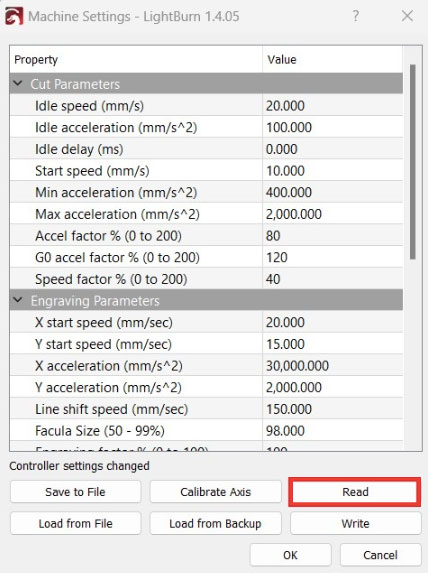 Machine Settings - LightBurn 1.4.05 ?
Property Value
Cut Parameters
Idle speed (mm/s) 20.000
Idle acceleration (mm/s^2) 100.000
Idle delay (ms) 0.000
Start speed (mm/s) 10.000
Min acceleration (mm/s^2) 400.000
Max acceleration (mm/s^2) 2,000.000
Accel factor % (0 to 200) 80
G0 accel factor % (0 to 200) 120
Speed factor % (0 to 200) 40
Engraving Parameters
X start speed (mm/sec) 20.000
Y start speed (mm/sec) 15.000
X acceleration (mm/s^2) 30,000.000
Y acceleration (mm/s^2) 2,000.000
Line shift speed (mm/sec) 150.000
Facula Size (50 - 99%) 98.000
Engraving factor % (0 to 100) 100
Controller settings changed
Save to File Calibrate Axis Read
Load from File Load from Backup Write
OK Cancel